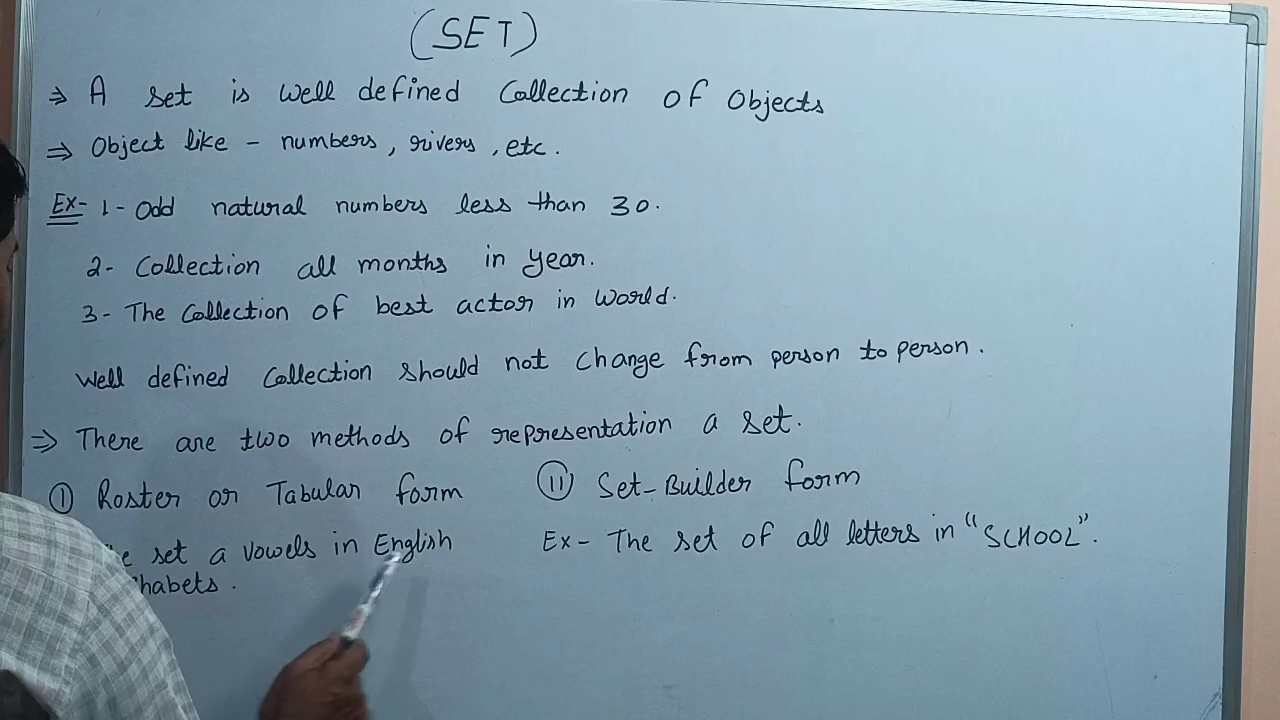 (SET)
⇒ A set is well defined Collection of Objects
⇒ Object like - numbers, rivers, etc.
Ex- 1- Odd natural numbers less than 30.
2- Collection all months in year.
3- The Collection of best actor in world.
Well defined Collection should not change from person to person.
⇒ There are two methods of representation a set.
(I) Roster or Tabular form
(II) Set-Builder form
set a vowels in English
habets.
Ex- The set of all letters in "SCHOOL".